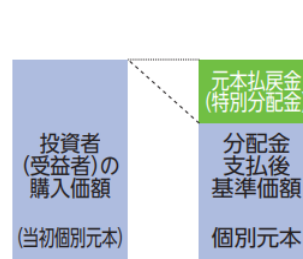 投資者
(受益者)の
購入価額
(当初個別元本)
元本払戻金
(特別分配金)
分配金
支払後
基準価額
個別元本